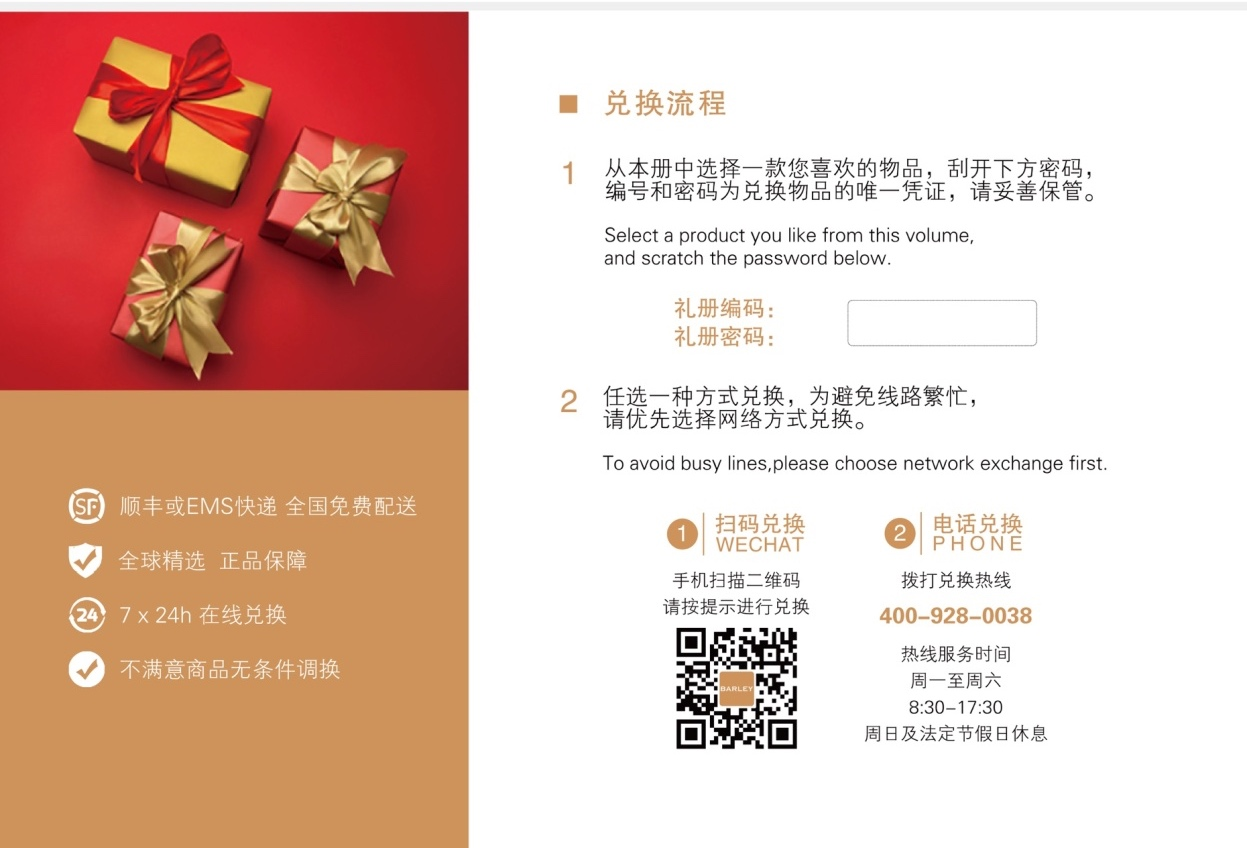 兑换流程
1
从本册中选择一款您喜欢的物品，刮开下方密码，
编号和密码为兑换物品的唯一凭证，请妥善保管。
Select a product you like from this volume,
and scratch the password below.
礼册编码：
礼册密码：
2
任选一种方式兑换，为避免线路繁忙，
请优先选择网络方式兑换。
To avoid busy lines,please choose network exchange first.
1 扫码兑换
WECHAT
手机扫描二维码
请按提示进行兑换
BARLEY
2 电话兑换
PHONE
拨打兑换热线
400-928-0038
热线服务时间
周一至周六
8:30-17:30
周日及法定节假日休息
SF 顺丰或EMS快递 全国免费配送
全球精选 正品保障
24 7 x 24h 在线兑换
不满意商品无条件调换